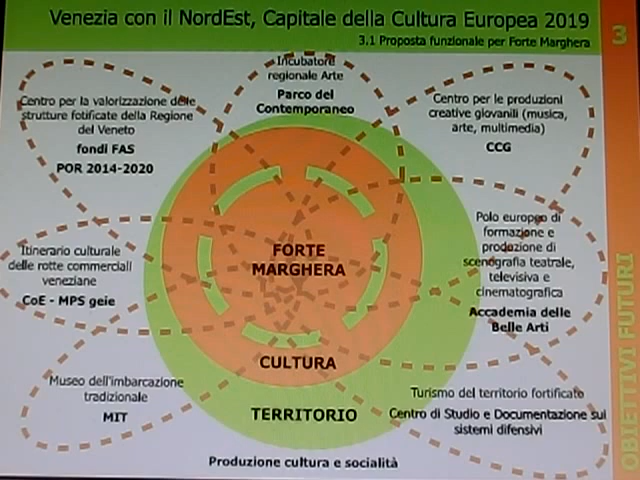 Venezia con il NordEst, Capitale della Cultura Europea 2019
3.1 Proposta funzionale per Forte Marghera
3
Incubatore
regionale Arte
Parco del
Contemporaneo
Centro per la valorizzazione delle
strutture fotificate della Regione
del Veneto
fondi FAS
POR 2014-2020
Centro per le produzioni
creative giovanili (musica,
arte, multimedia)
CCG
Itinerario culturale
delle rotte commerciali
veneziane
CoE - MPS geie
FORTE
MARGHERA
Polo europeo di
formazione e
produzione di
scenografia teatrale,
televisiva e
cinematografica
Accademia delle
Belle Arti
CULTURA
Museo dell'imbarcazione
tradizionale
MIT
TERRITORIO
Turismo del territorio fortificato
Centro di Studio e Documentazione sui
sistemi difensivi
Produzione cultura e socialità
OBIETTIVI FUTURI